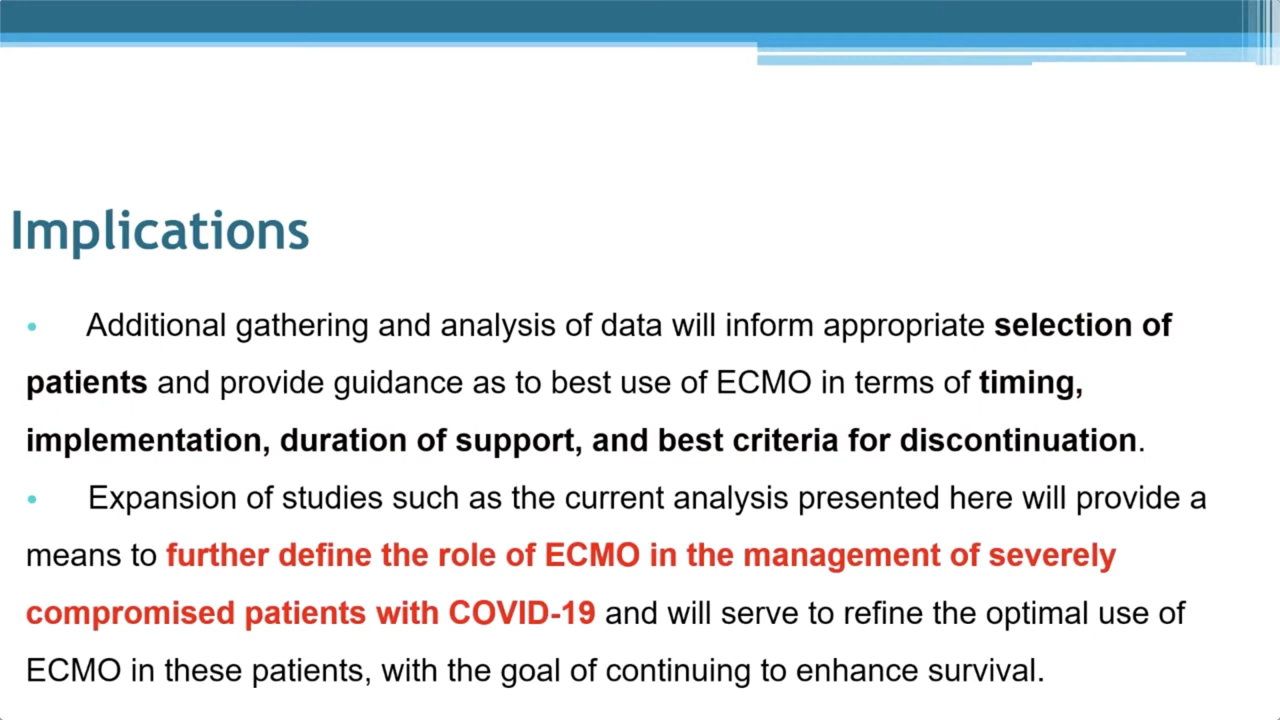 Implications
• Additional gathering and analysis of data will inform appropriate selection of
patients and provide guidance as to best use of ECMO in terms of timing,
implementation, duration of support, and best criteria for discontinuation.
• Expansion of studies such as the current analysis presented here will provide a
means to further define the role of ECMO in the management of severely
compromised patients with COVID-19 and will serve to refine the optimal use of
ECMO in these patients, with the goal of continuing to enhance survival.